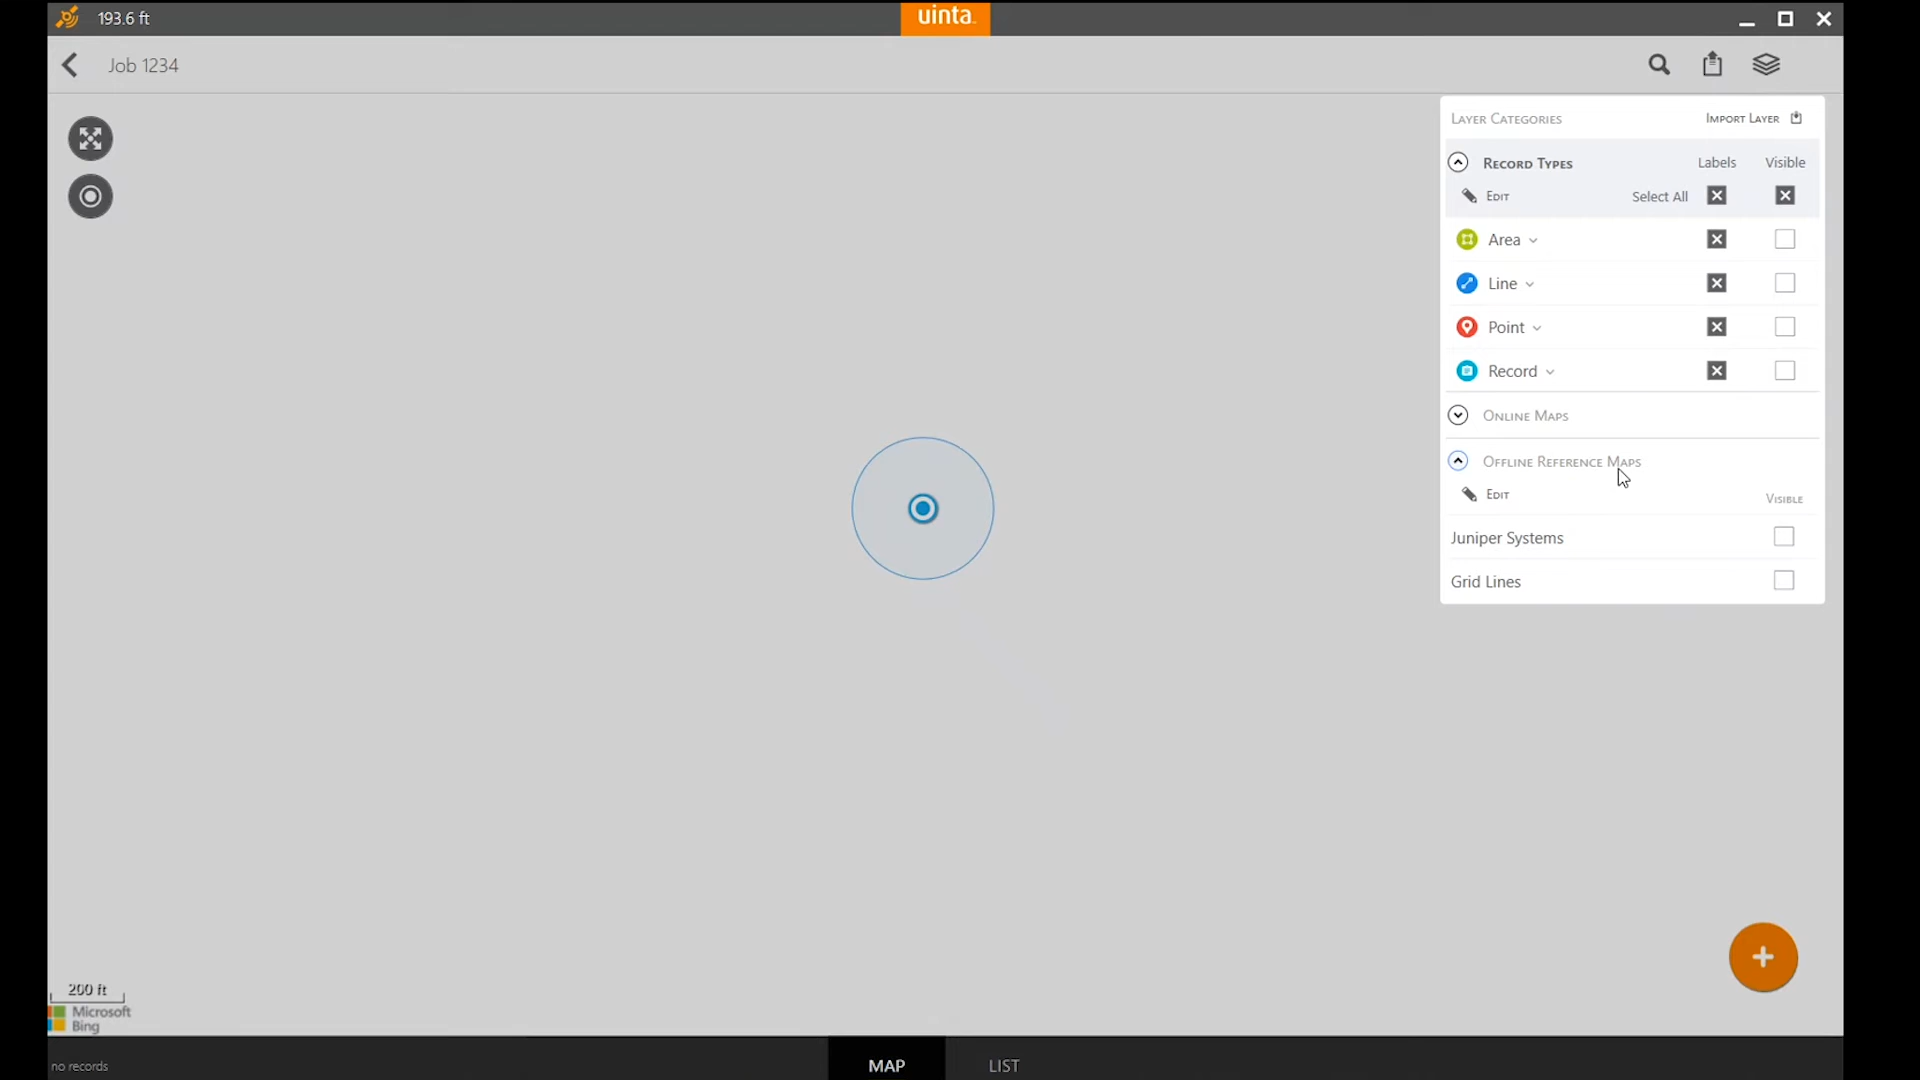 193.6 ft
uinta
Job 1234
Layer Categories
Import Layer
Record Types
Labels
Visible
Edit
Select All
Area
Line
Point
Record
Online Maps
Offline Reference Maps
Edit
Visible
Juniper Systems
Grid Lines
200 ft
Microsoft
Bing
no records
MAP
LIST